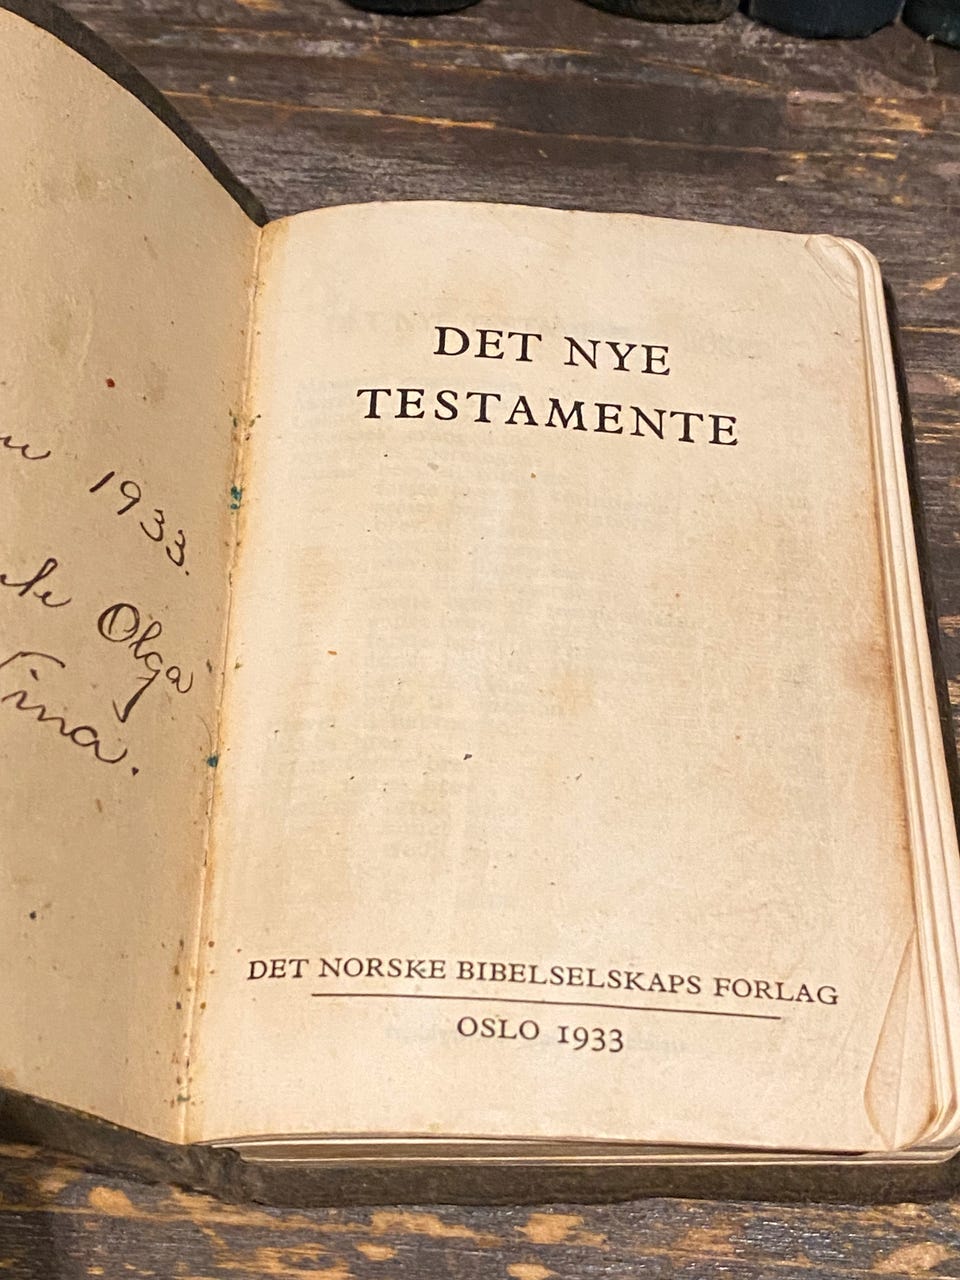 1933.
Olga
DET NYE
TESTAMENTE
DET NORSKE BIBELSELSKAPS FORLAG
OSLO 1933